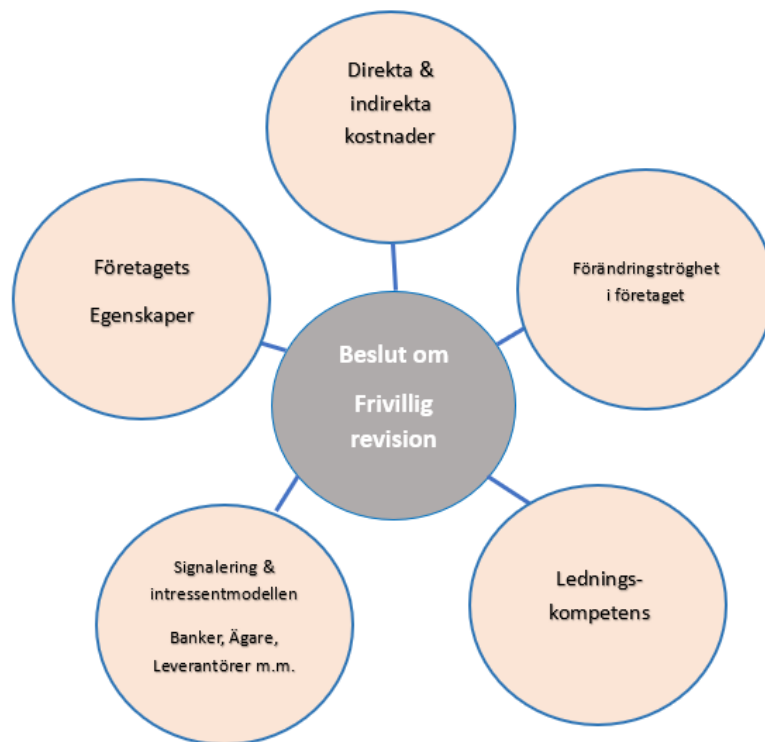 Direkta &
indirekta
kostnader
Företagets
Egenskaper
Förändringströghet
i företaget
Beslut om
Frivillig
revision
Signalering &
intressentmodellen
Banker, Ägare,
Leverantörer m.m.
Lednings-
kompetens